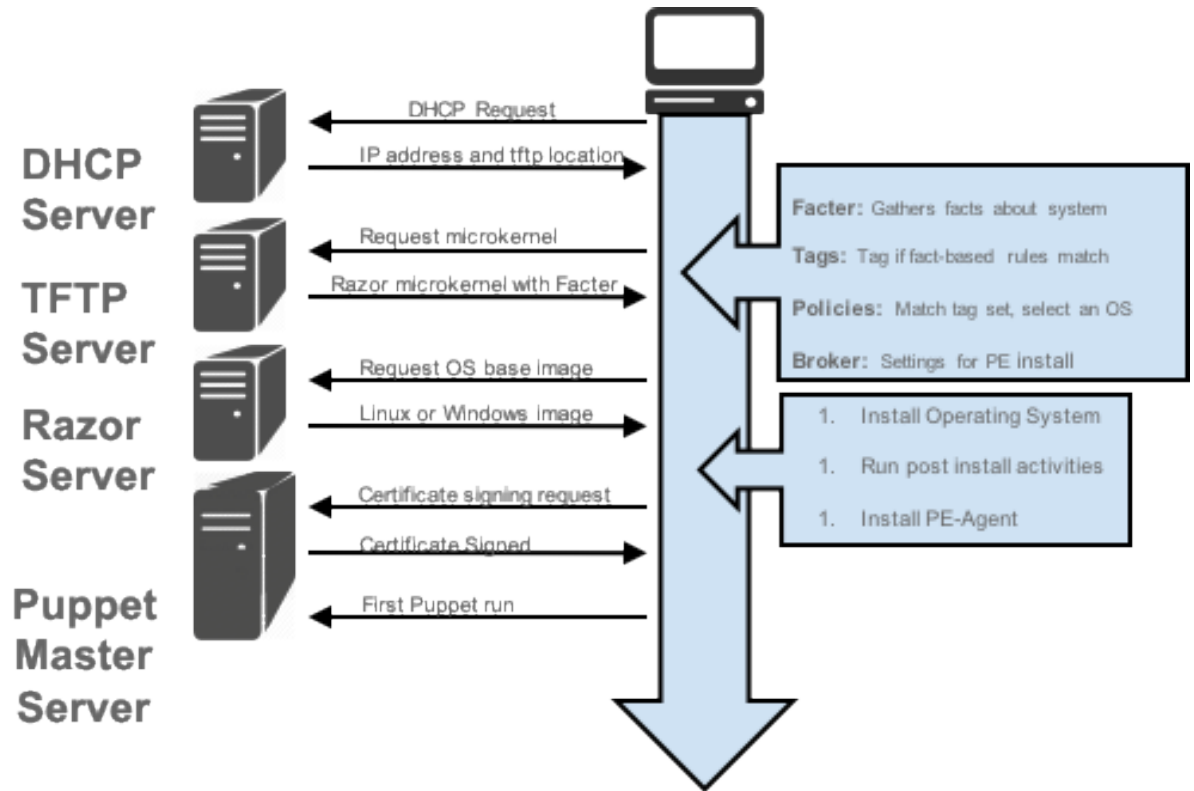 DHCP
Server
DHCP Request
IP address and tftp location
TFTP
Server
Request microkernel
Razor microkernel with Facter
Razor
Server
Request OS base image
Linux or Windows image
Puppet
Master
Server
Certificate signing request
Certificate Signed
First Puppet run
Facter: Gathers facts about system
Tags: Tag if fact-based rules match
Policies: Match tag set, select an OS
Broker: Settings for PE install
1. Install Operating System
1. Run post install activities
1. Install PE-Agent